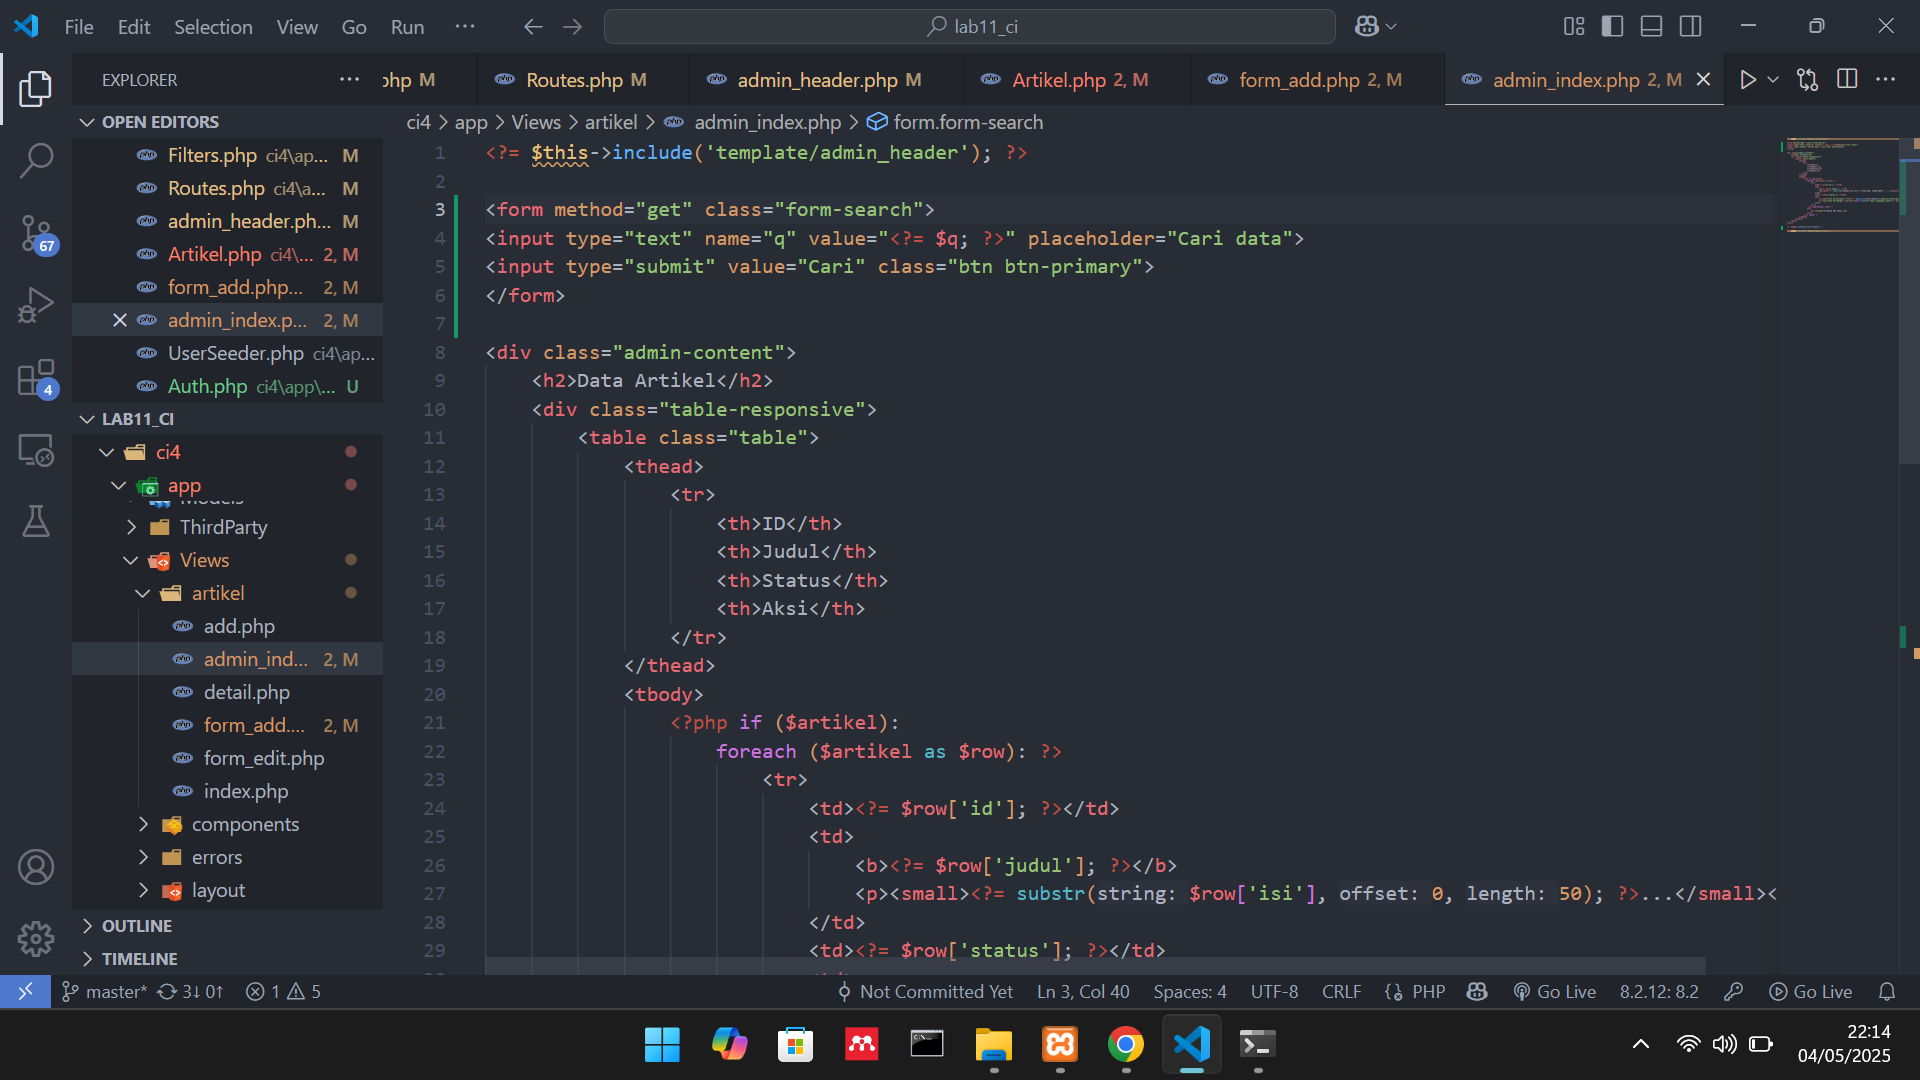 File Edit Selection View Go Run ··· lab11_ci
EXPLORER ··· php M Routes.php M admin_header.php M Artikel.php 2, M form_add.php 2, M admin_index.php 2, M
OPEN EDITORS
Filters.php ci4\ap... M
Routes.php ci4\a... M
admin_header.ph... M
Artikel.php ci4\... 2, M
form_add.php... 2, M
admin_index.p... 2, M
UserSeeder.php ci4\ap...
Auth.php ci4\app\... U
LAB11_CI
ci4
app
Models
ThirdParty
Views
artikel
add.php
admin_ind... 2, M
detail.php
form_add.... 2, M
form_edit.php
index.php
components
errors
layout
OUTLINE
TIMELINE
67
4
ci4 > app > Views > artikel > admin_index.php > form.form-search
1 <?= $this->include('template/admin_header'); ?>
2
3 <form method="get" class="form-search">
4 <input type="text" name="q" value="<?= $q; ?>" placeholder="Cari data">
5 <input type="submit" value="Cari" class="btn btn-primary">
6 </form>
7
8 <div class="admin-content">
9 <h2>Data Artikel</h2>
10 <div class="table-responsive">
11 <table class="table">
12 <thead>
13 <tr>
14 <th>ID</th>
15 <th>Judul</th>
16 <th>Status</th>
17 <th>Aksi</th>
18 </tr>
19 </thead>
20 <tbody>
21 <?php if ($artikel):
22 foreach ($artikel as $row): ?>
23 <tr>
24 <td><?= $row['id']; ?></td>
25 <td>
26 <b><?= $row['judul']; ?></b>
27 <p><small><?= substr(string: $row['isi'], offset: 0, length: 50); ?>...</small><
28 </td>
29 <td><?= $row['status']; ?></td>
master* 3↓ 0↑ 1 5 Not Committed Yet Ln 3, Col 40 Spaces: 4 UTF-8 CRLF PHP Go Live 8.2.12: 8.2 Go Live
22:14
04/05/2025